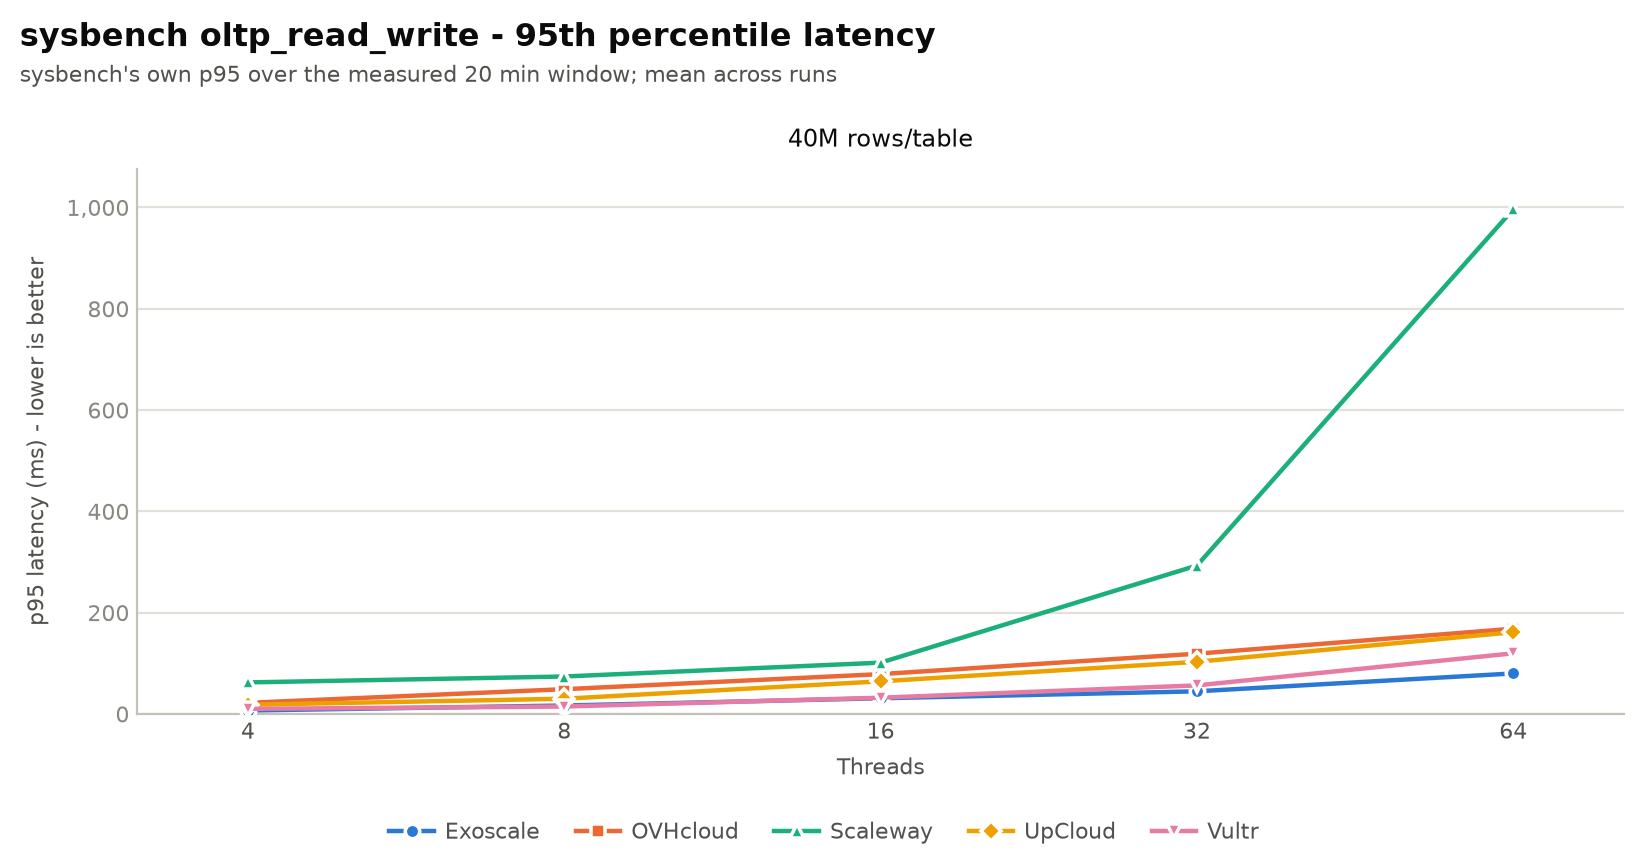 sysbench oltp_read_write - 95th percentile latency
sysbench's own p95 over the measured 20 min window; mean across runs
40M rows/table
p95 latency (ms) - lower is better
1,000
800
600
400
200
0
4 8 16 32 64
Threads
Exoscale OVHcloud Scaleway UpCloud Vultr